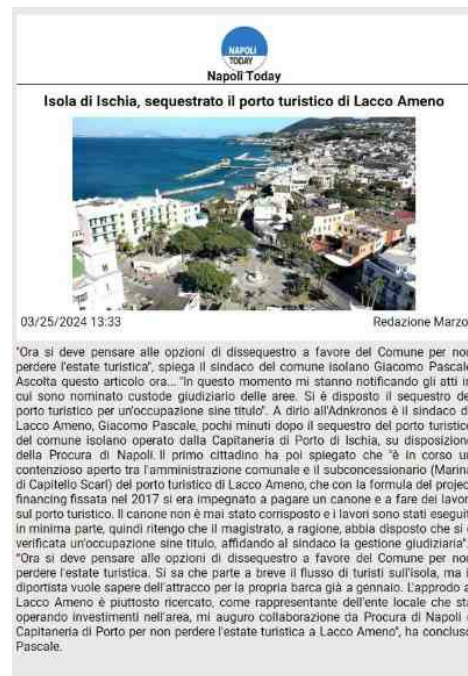 NAPOLI
TODAY
Napoli Today
Isola di Ischia, sequestrato il porto turistico di Lacco Ameno
03/25/2024 13:33
Redazione Marzo
"Ora si deve pensare alle opzioni di dissequestro a favore del Comune per non
perdere l'estate turistica", spiega il sindaco del comune isolano Giacomo Pascale
Ascolta questo articolo ora... "In questo momento mi stanno notificando gli atti in
cui sono nominato custode giudiziario delle aree. Si è disposto il sequestro del
porto turistico per un'occupazione sine titulo". A dirlo all'Adnkronos è il sindaco di
Lacco Ameno, Giacomo Pascale, pochi minuti dopo il sequestro del porto turistico
del comune isolano operato dalla Capitaneria di Porto di Ischia, su disposizione
della Procura di Napoli. Il primo cittadino ha poi spiegato che "è in corso un
contenzioso aperto tra l'amministrazione comunale e il subconcessionario (Marina
di Capitello Scarl) del porto turistico di Lacco Ameno, che con la formula del project
financing fissata nel 2017 si era impegnato a pagare un canone e a fare dei lavori
sul porto turistico. Il canone non è mai stato corrisposto e i lavori sono stati eseguiti
in minima parte, quindi ritengo che il magistrato, a ragione, abbia disposto che si è
verificata un'occupazione sine titulo, affidando al sindaco la gestione giudiziaria".
"Ora si deve pensare alle opzioni di dissequestro a favore del Comune per non
perdere l'estate turistica. Si sa che parte a breve il flusso di turisti sull'isola, ma il
diportista vuole sapere dell'attracco per la propria barca già a gennaio. L'approdo a
Lacco Ameno è piuttosto ricercato, come rappresentante dell'ente locale che sta
operando investimenti nell'area, mi auguro collaborazione da Procura di Napoli e
Capitaneria di Porto per non perdere l'estate turistica a Lacco Ameno", ha concluso
Pascale.